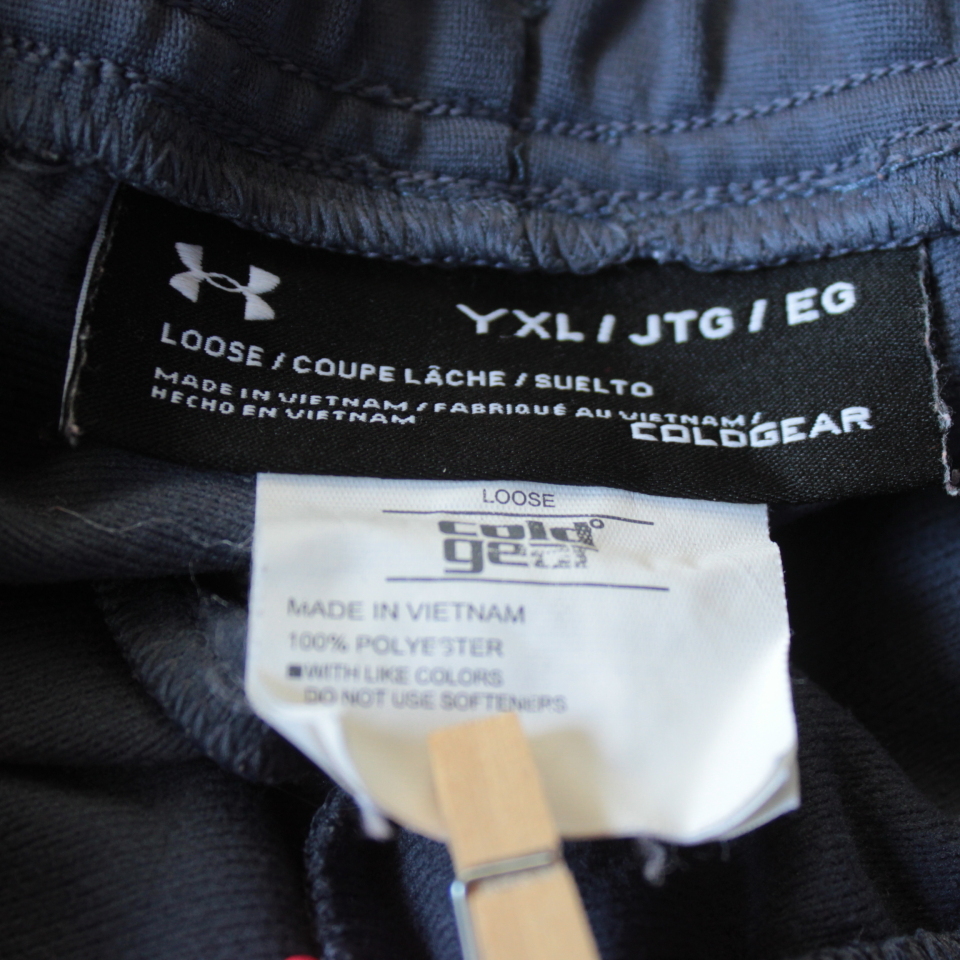 YXL / JTG / EG
LOOSE / COUPE LÂCHE / SUELTO
MADE IN VIETNAM / FABRIQUÉ AU VIETNAM /
HECHO EN VIETNAM
COLDGEAR
LOOSE
cold
gear
MADE IN VIETNAM
100% POLYESTER
WITH LIKE COLORS
DO NOT USE SOFTENERS